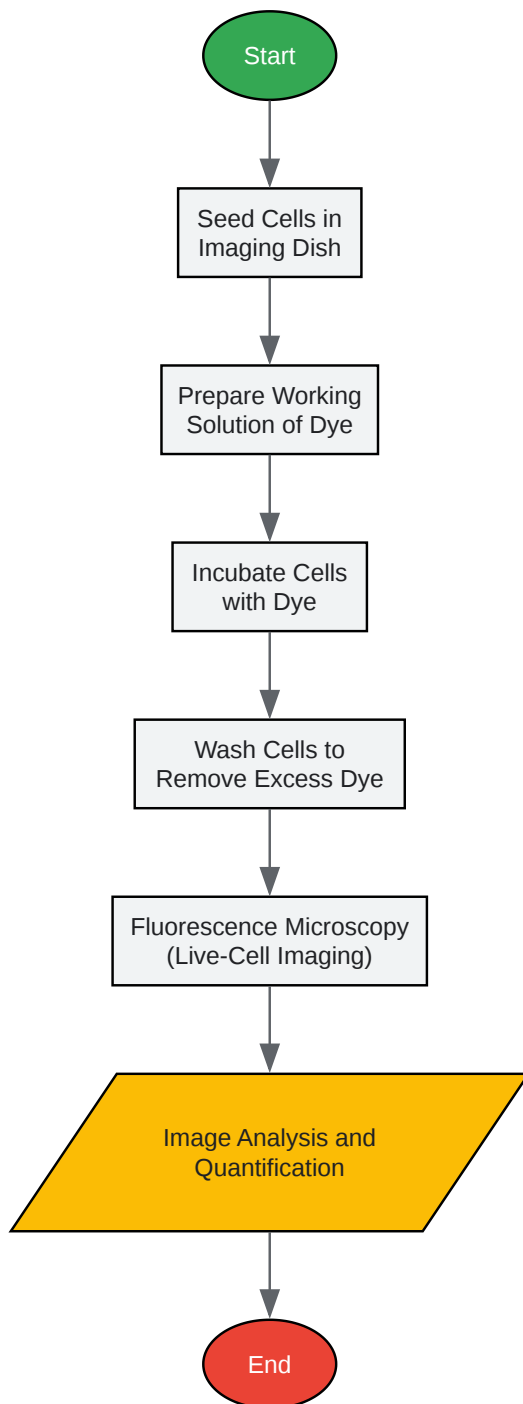 Start
Seed Cells in
Imaging Dish
Prepare Working
Solution of Dye
Incubate Cells
with Dye
Wash Cells to
Remove Excess Dye
Fluorescence Microscopy
(Live-Cell Imaging)
Image Analysis and
Quantification
End